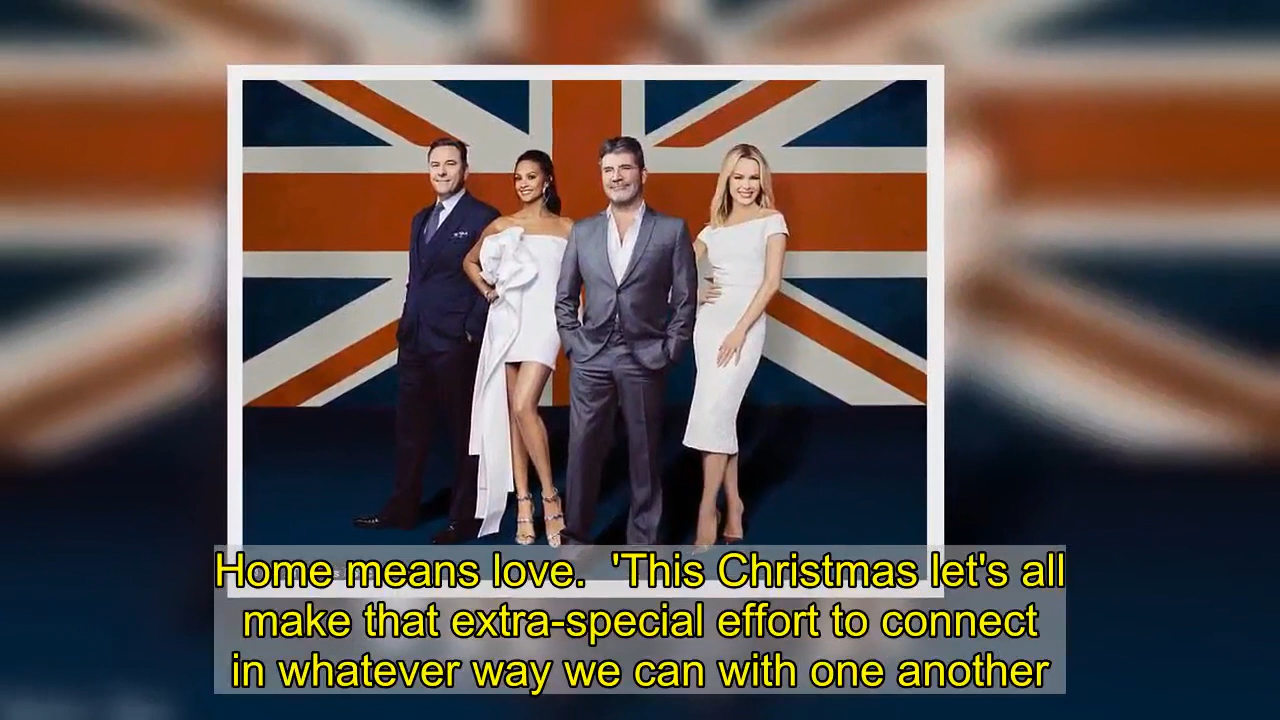 Home means love.  'This Christmas let's all
make that extra-special effort to connect
in whatever way we can with one another